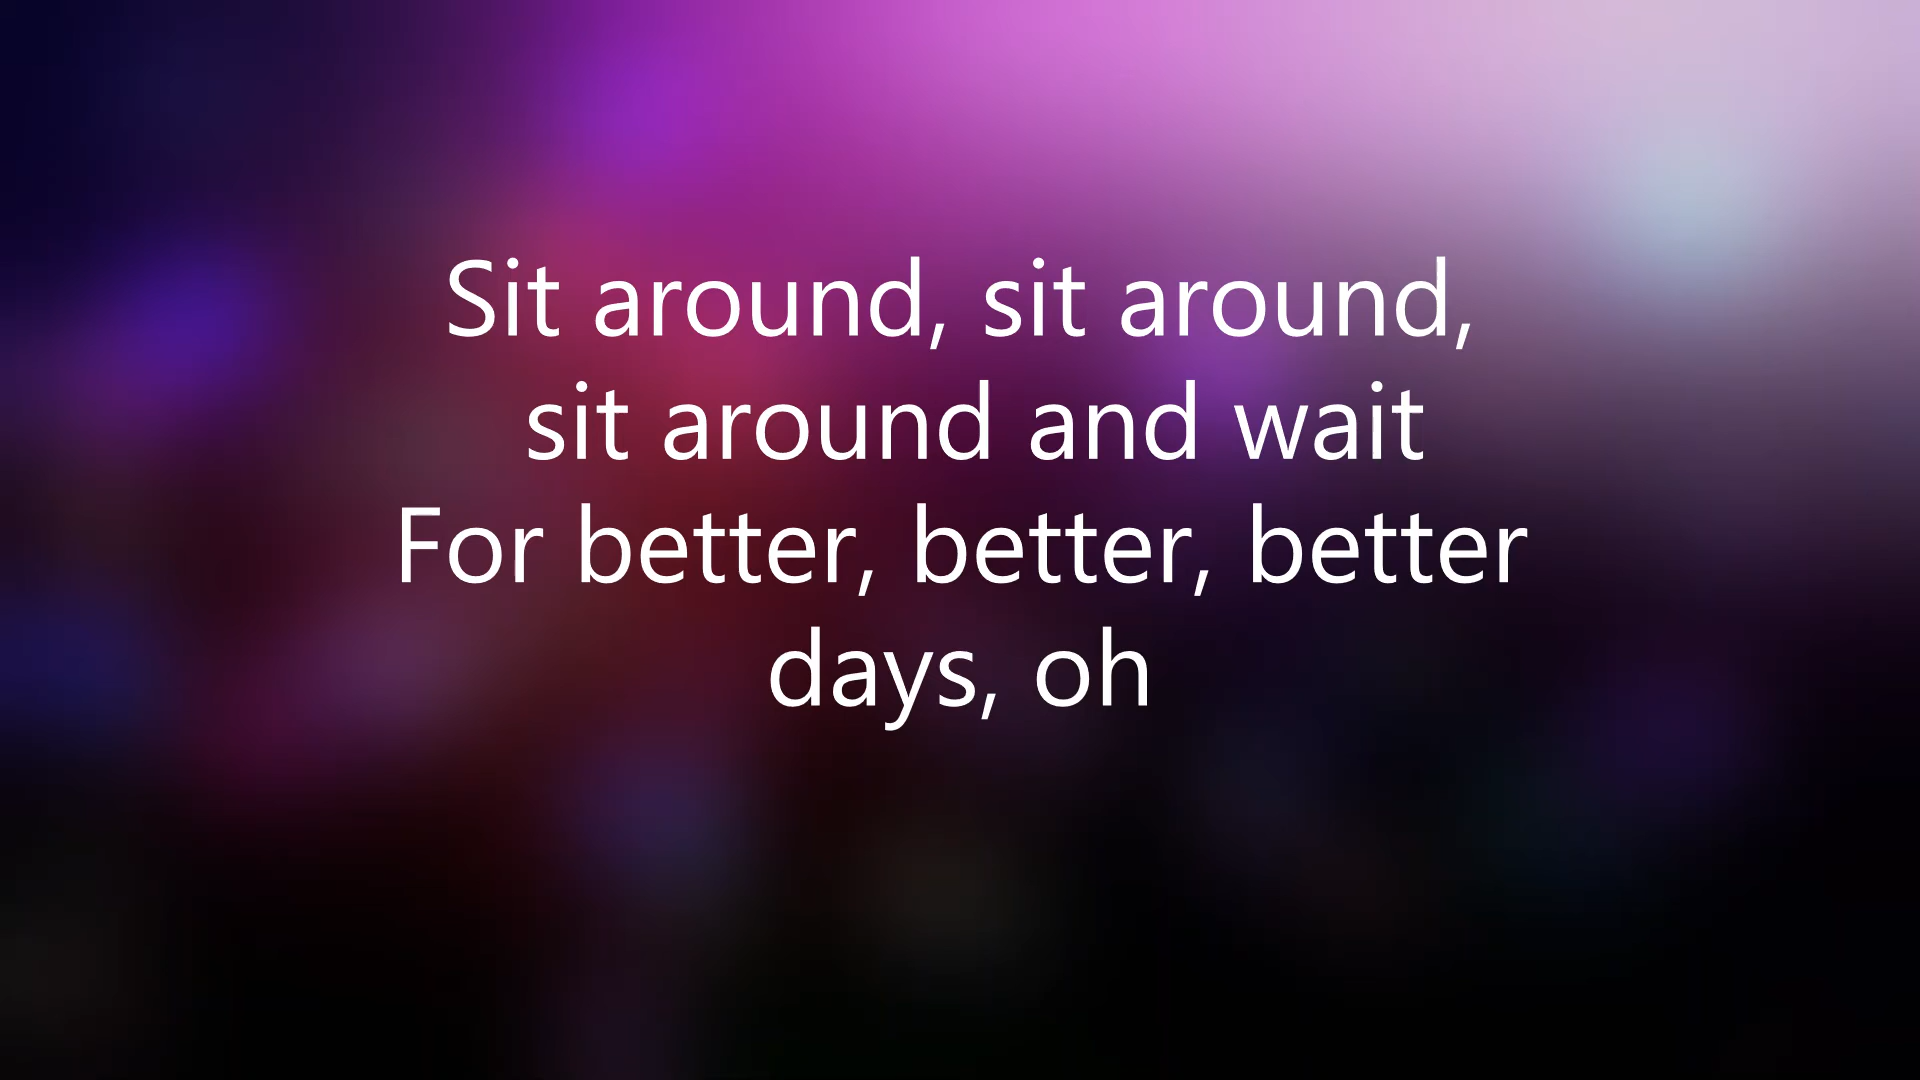 Sit around, sit around,
sit around and wait
For better, better, better
days, oh